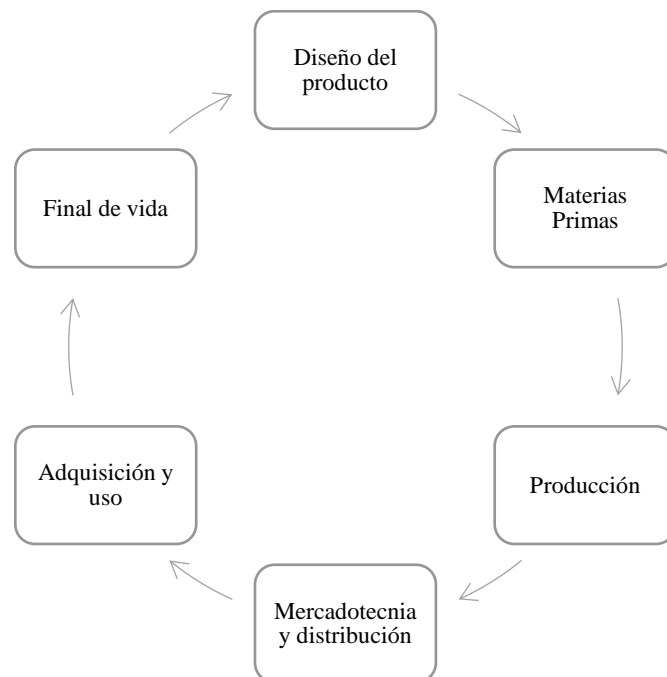 Diseño del
producto
Materias
Primas
Producción
Mercadotecnia
y distribución
Adquisición y
uso
Final de vida